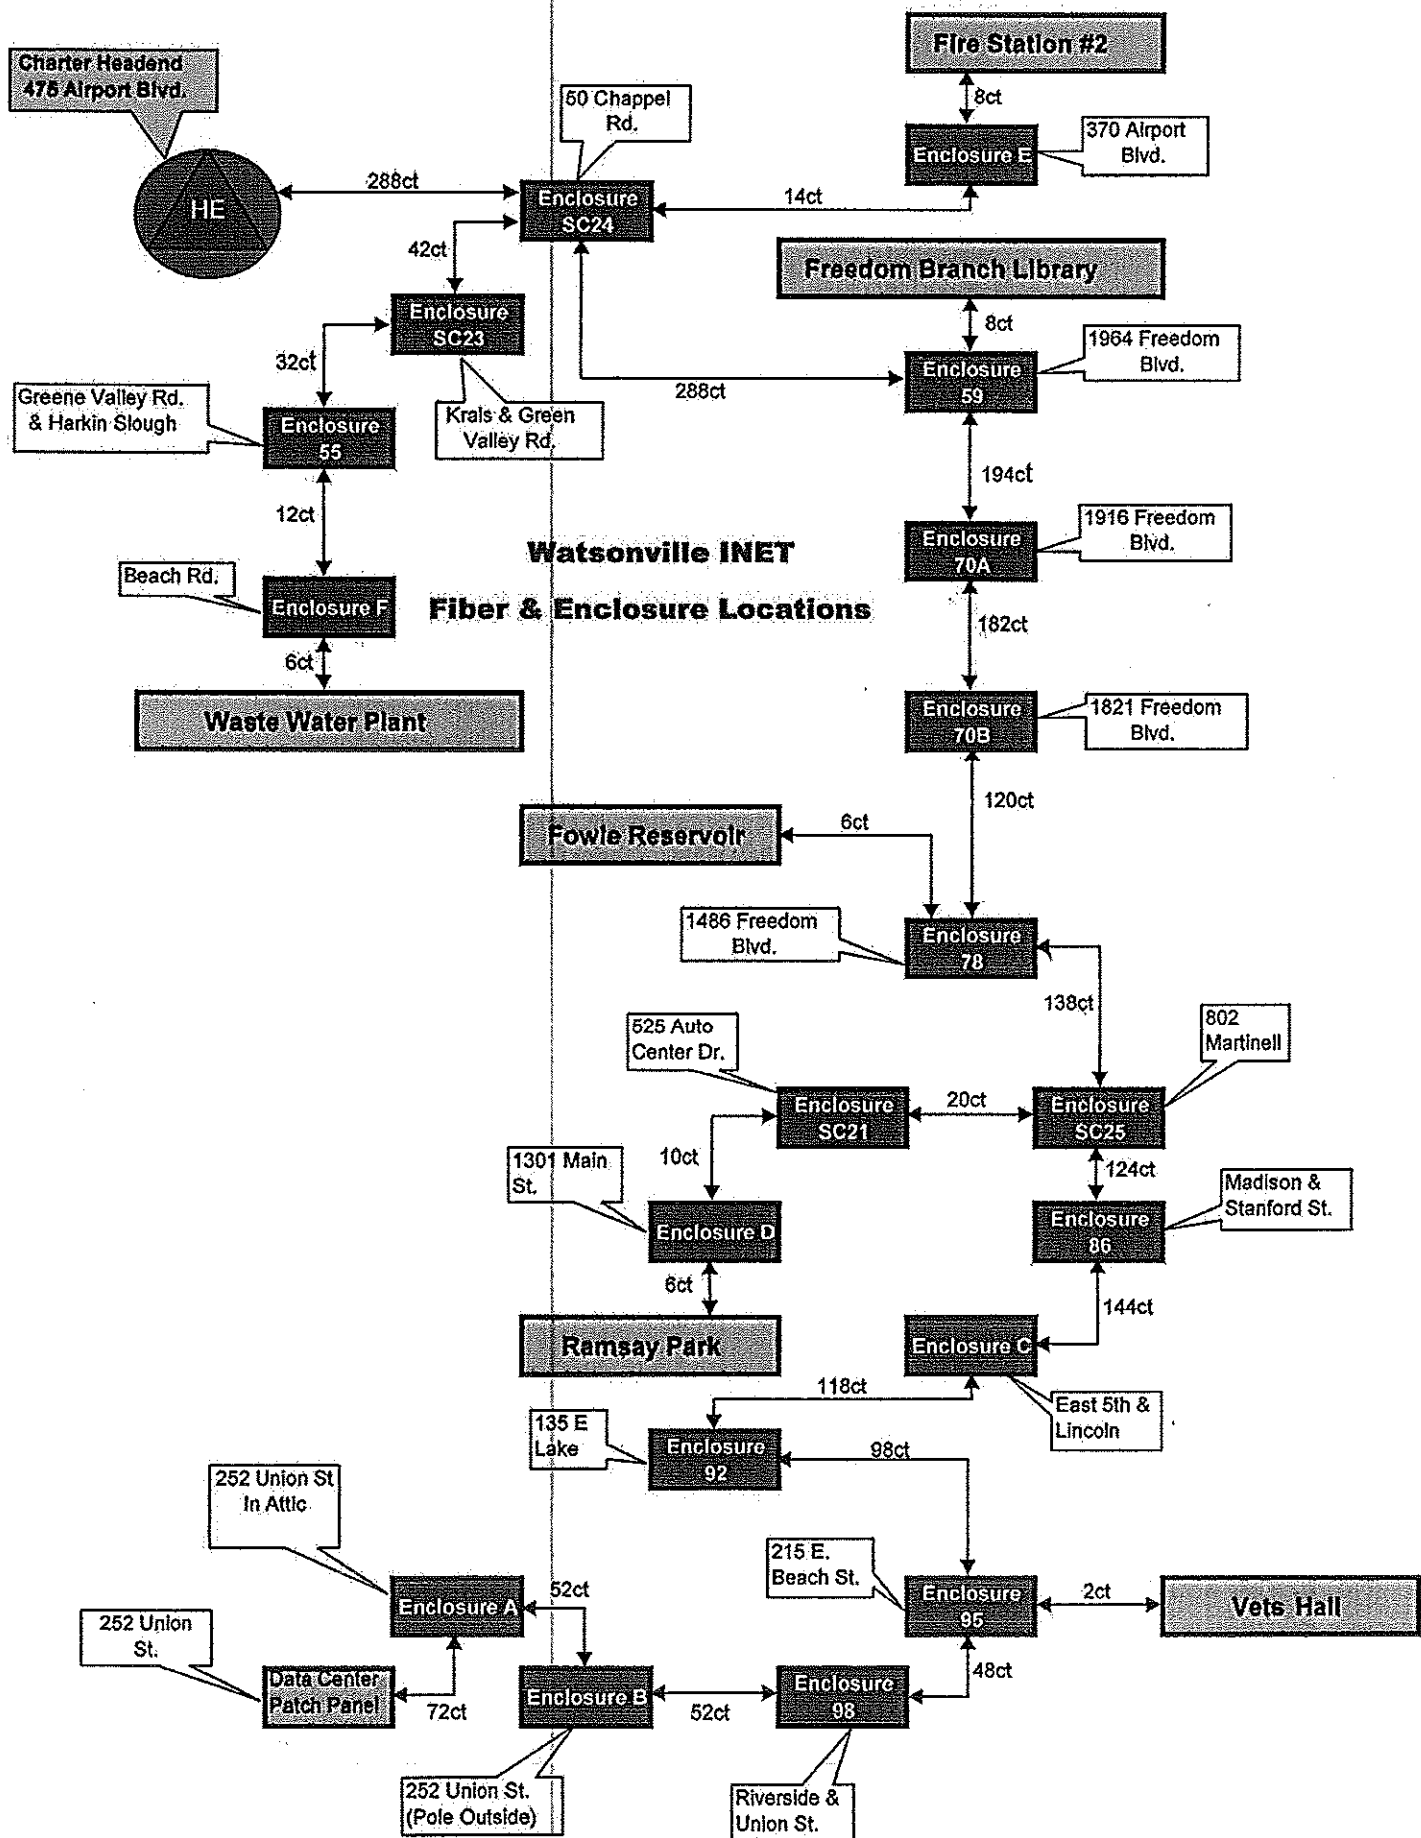 Fire Station #2
Charter Headend
475 Airport Blvd.
8ct
50 Chappel
Rd.
Enclosure E
370 Airport
Blvd.
288ct
Enclosure
SC24
14ct
HE
42ct
Freedom Branch Library
Enclosure
SC23
8ct
1964 Freedom
Blvd.
32ct
Enclosure
59
288ct
Greene Valley Rd.
& Harkin Slough
Krals & Green
Valley Rd.
Enclosure
55
194ct
12ct
1916 Freedom
Blvd.
Enclosure
70A
Watsonville INET
Fiber & Enclosure Locations
Beach Rd.
Enclosure F
182ct
6ct
Waste Water Plant
Enclosure
70B
1821 Freedom
Blvd.
120ct
Fowle Reservoir
6ct
1486 Freedom
Blvd.
Enclosure
78
138ct
525 Auto
Center Dr.
802
Martinell
Enclosure
SC21
20ct
Enclosure
SC25
10ct
1301 Main
St.
124ct
Madison &
Stanford St.
Enclosure D
Enclosure
86
6ct
144ct
Ramsay Park
Enclosure C
118ct
East 5th &
Lincoln
135 E
Lake
Enclosure
92
98ct
252 Union St
In Attic
215 E.
Beach St.
52ct
Enclosure A
Enclosure
95
2ct
Vets Hall
252 Union
St.
48ct
Data Center
Patch Panel
72ct
Enclosure B
52ct
Enclosure
98
252 Union St.
(Pole Outside)
Riverside &
Union St.